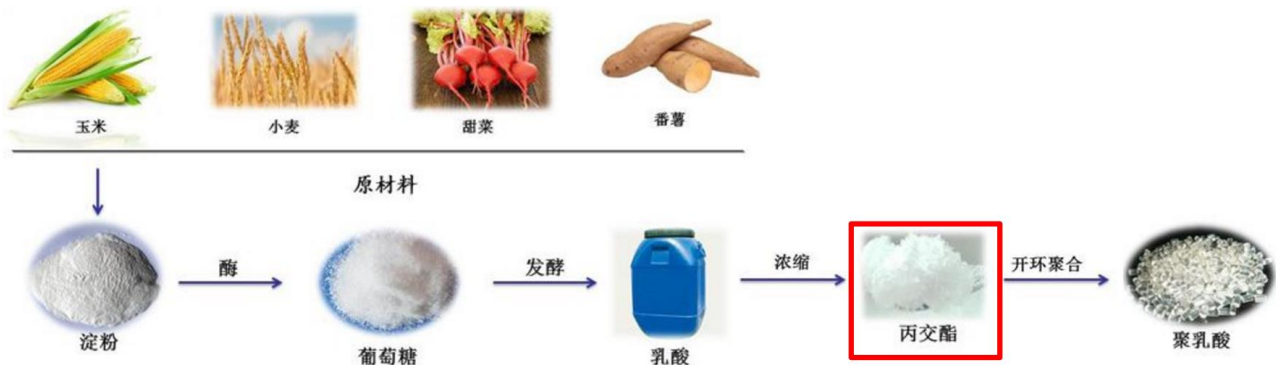 玉米
小麦
甜菜
番薯
原材料
酶
发酵
浓缩
开环聚合
淀粉
葡萄糖
乳酸
丙交酯
聚乳酸